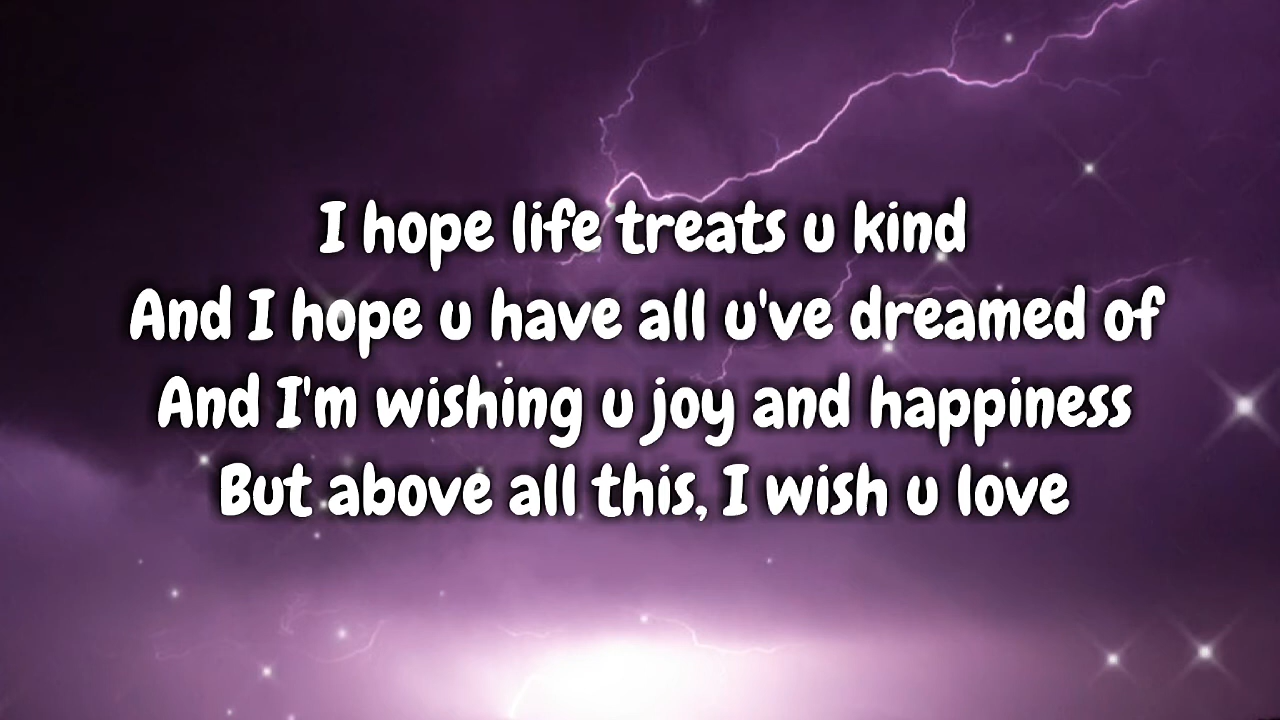 I hope life treats u kind
And I hope u have all u've dreamed of
And I'm wishing u joy and happiness
But above all this, I wish u love